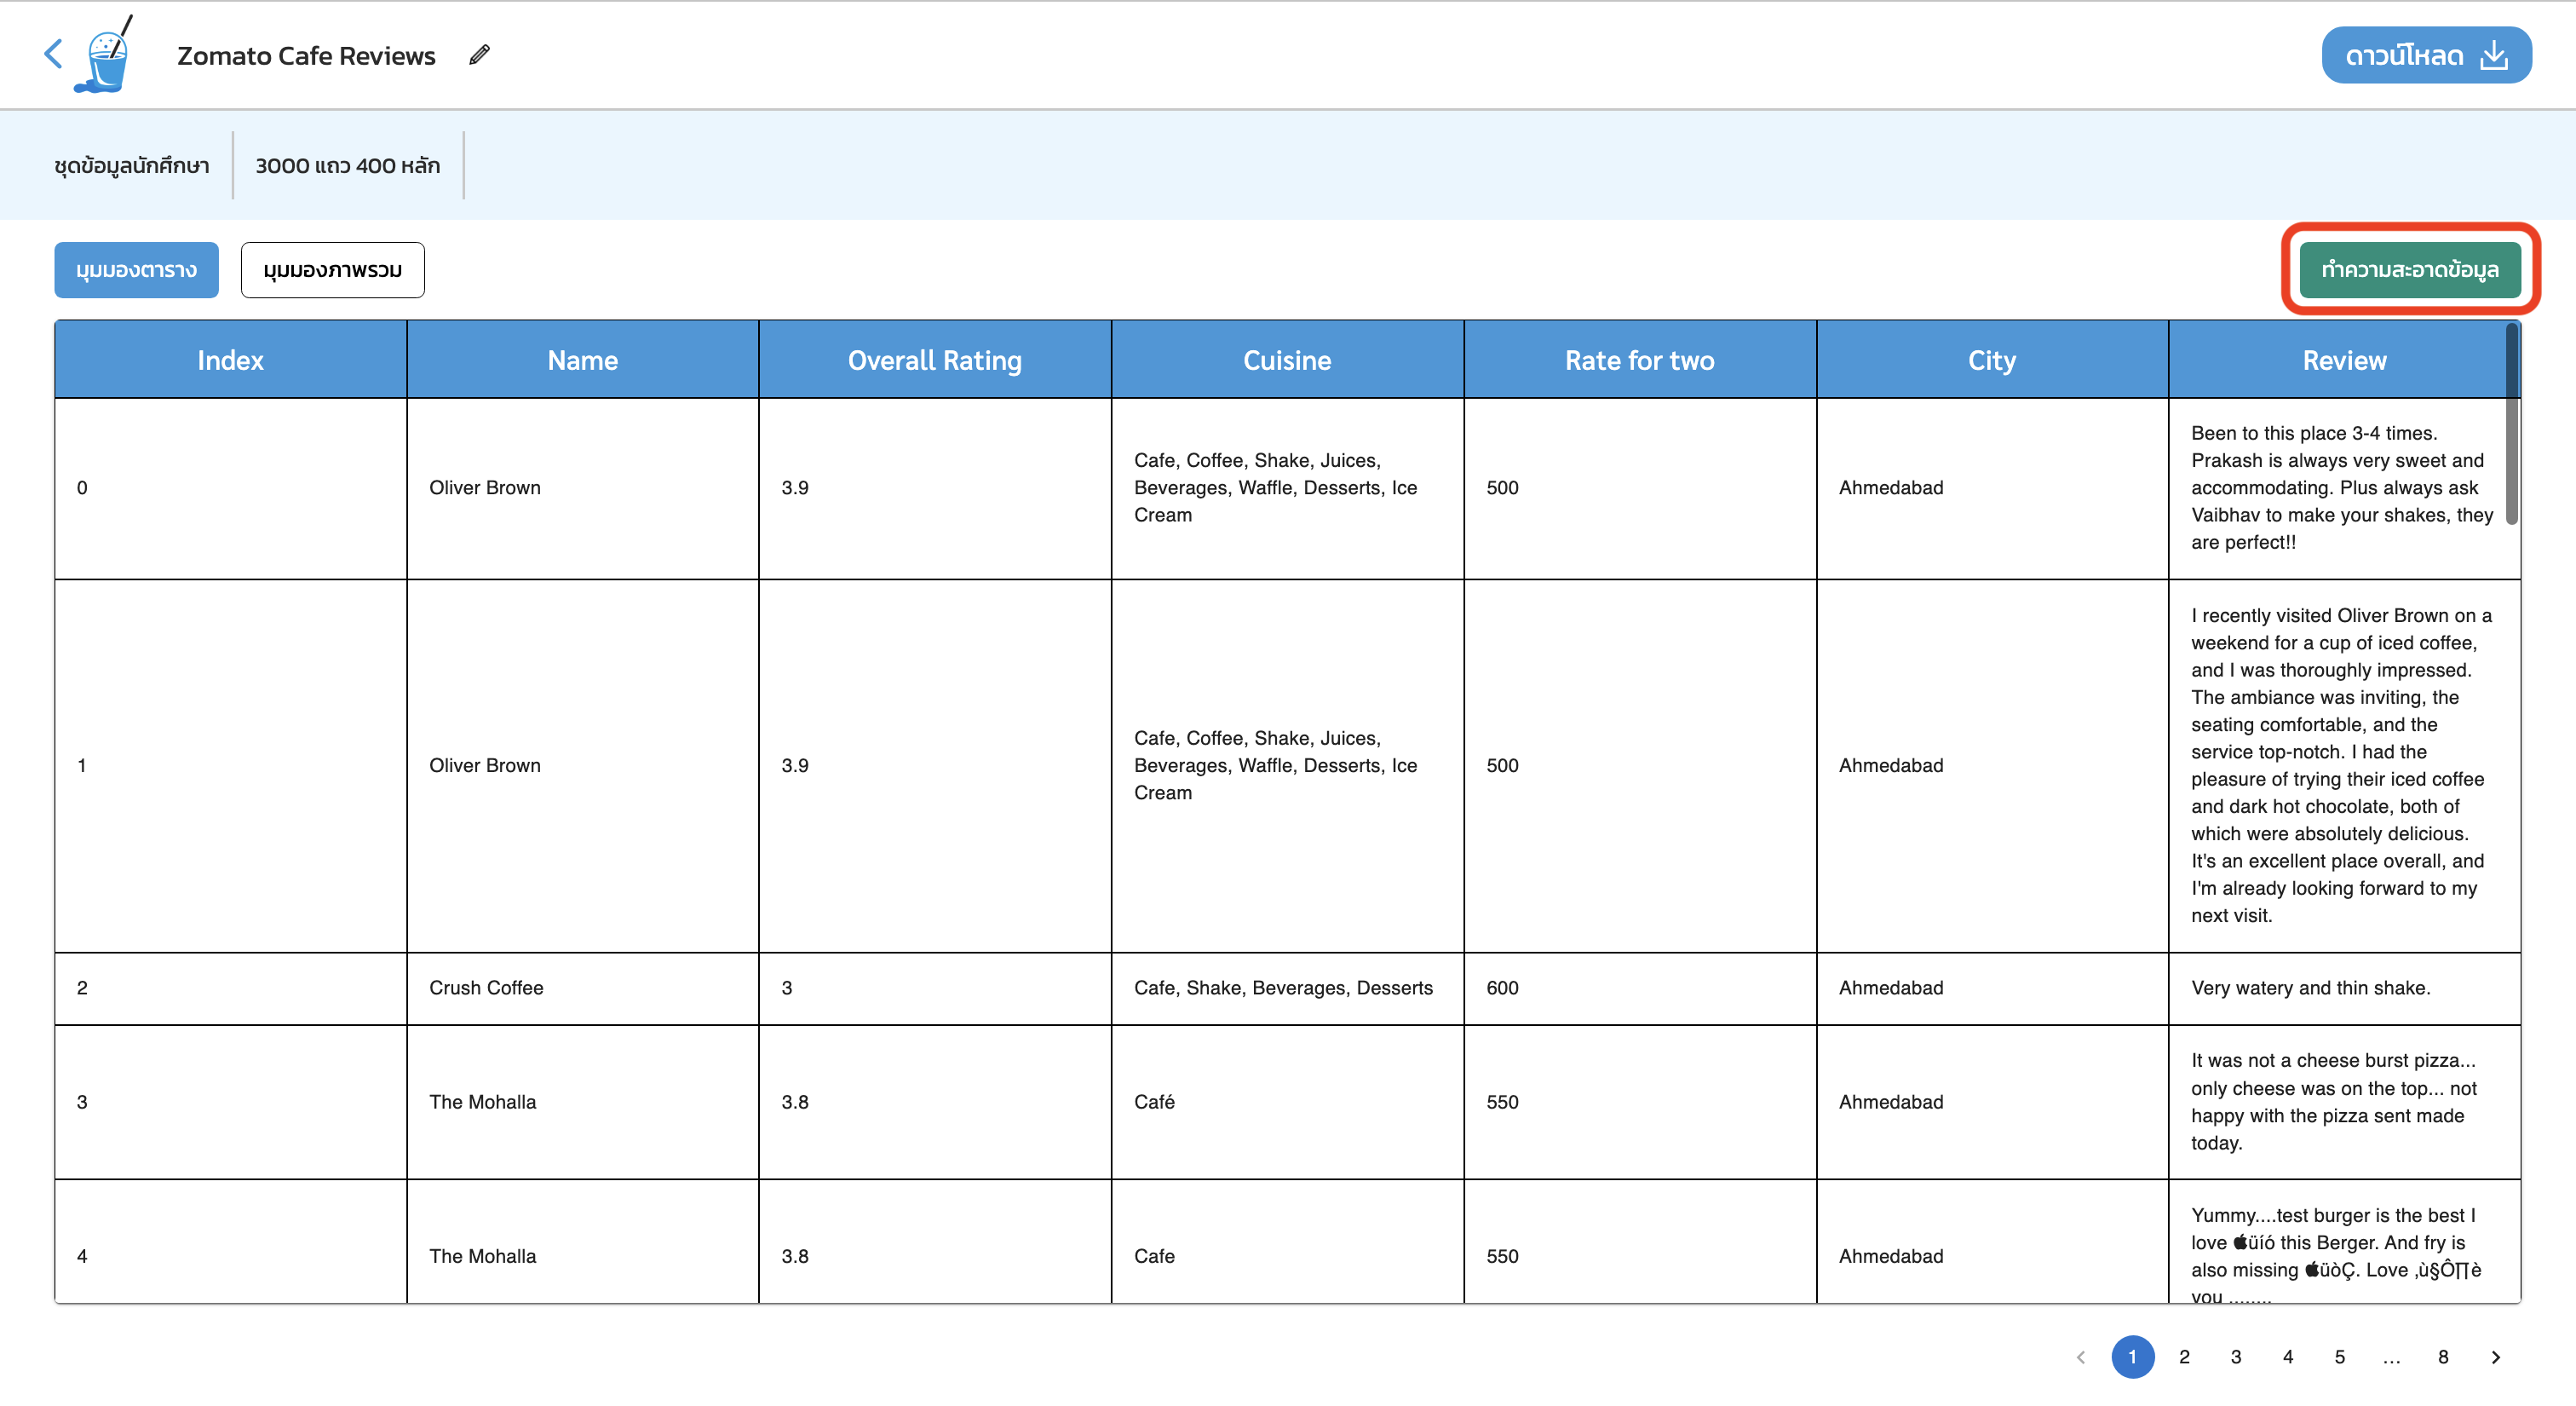 Zomato Cafe Reviews
ดาวน์โหลด
ชุดข้อมูลนักศึกษา
3000 แถว 400 หลัก
มุมมองตาราง
มุมมองภาพรวม
ทำความสะอาดข้อมูล
Index Name Overall Rating Cuisine Rate for two City Review
0
Oliver Brown
3.9
Cafe, Coffee, Shake, Juices,
Beverages, Waffle, Desserts, Ice
Cream
500
Ahmedabad
Been to this place 3-4 times.
Prakash is always very sweet and
accommodating. Plus always ask
Vaibhav to make your shakes, they
are perfect!!
1
Oliver Brown
3.9
Cafe, Coffee, Shake, Juices,
Beverages, Waffle, Desserts, Ice
Cream
500
Ahmedabad
I recently visited Oliver Brown on a
weekend for a cup of iced coffee,
and I was thoroughly impressed.
The ambiance was inviting, the
seating comfortable, and the
service top-notch. I had the
pleasure of trying their iced coffee
and dark hot chocolate, both of
which were absolutely delicious.
It's an excellent place overall, and
I'm already looking forward to my
next visit.
2
Crush Coffee
3
Cafe, Shake, Beverages, Desserts
600
Ahmedabad
Very watery and thin shake.
3
The Mohalla
3.8
Café
550
Ahmedabad
It was not a cheese burst pizza...
only cheese was on the top... not
happy with the pizza sent made
today.
4
The Mohalla
3.8
Cafe
550
Ahmedabad
Yummy....test burger is the best I
love üíó this Berger. And fry is
also missing üòÇ. Love ‚ù§Ô∏è
you ........
1 2 3 4 5 ... 8